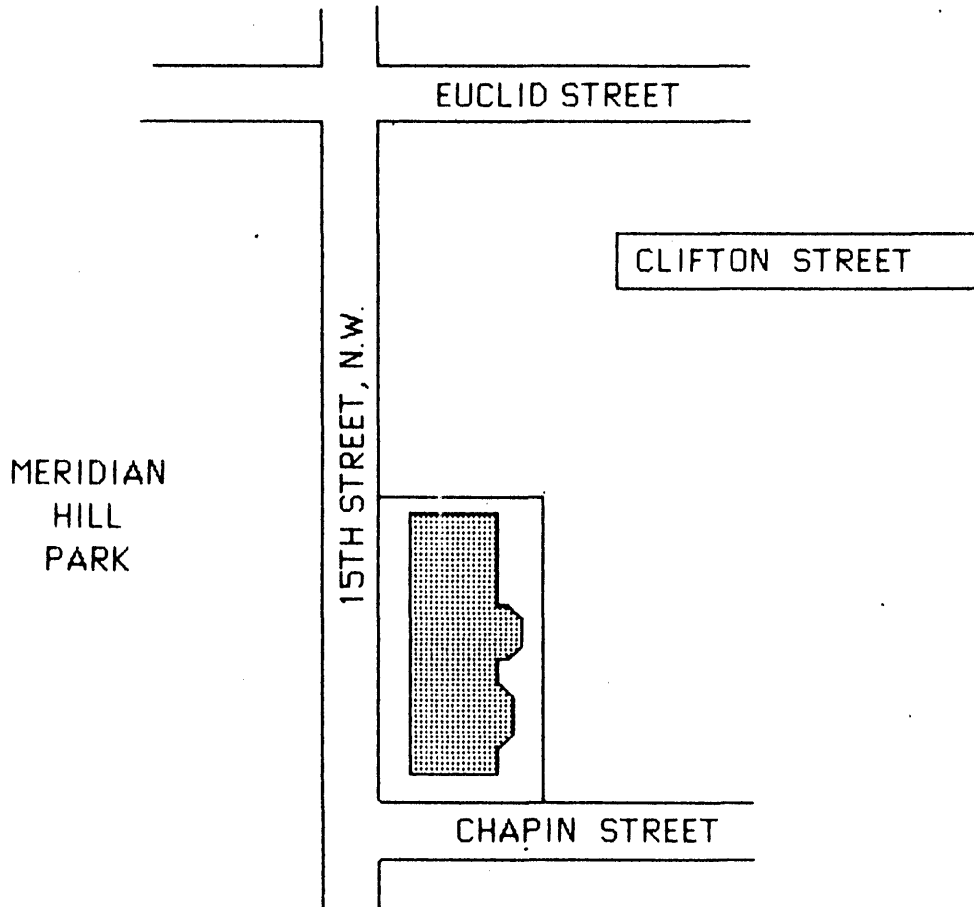 EUCLID STREET
CLIFTON STREET
15TH STREET, N.W.
MERIDIAN
HILL
PARK
CHAPIN STREET